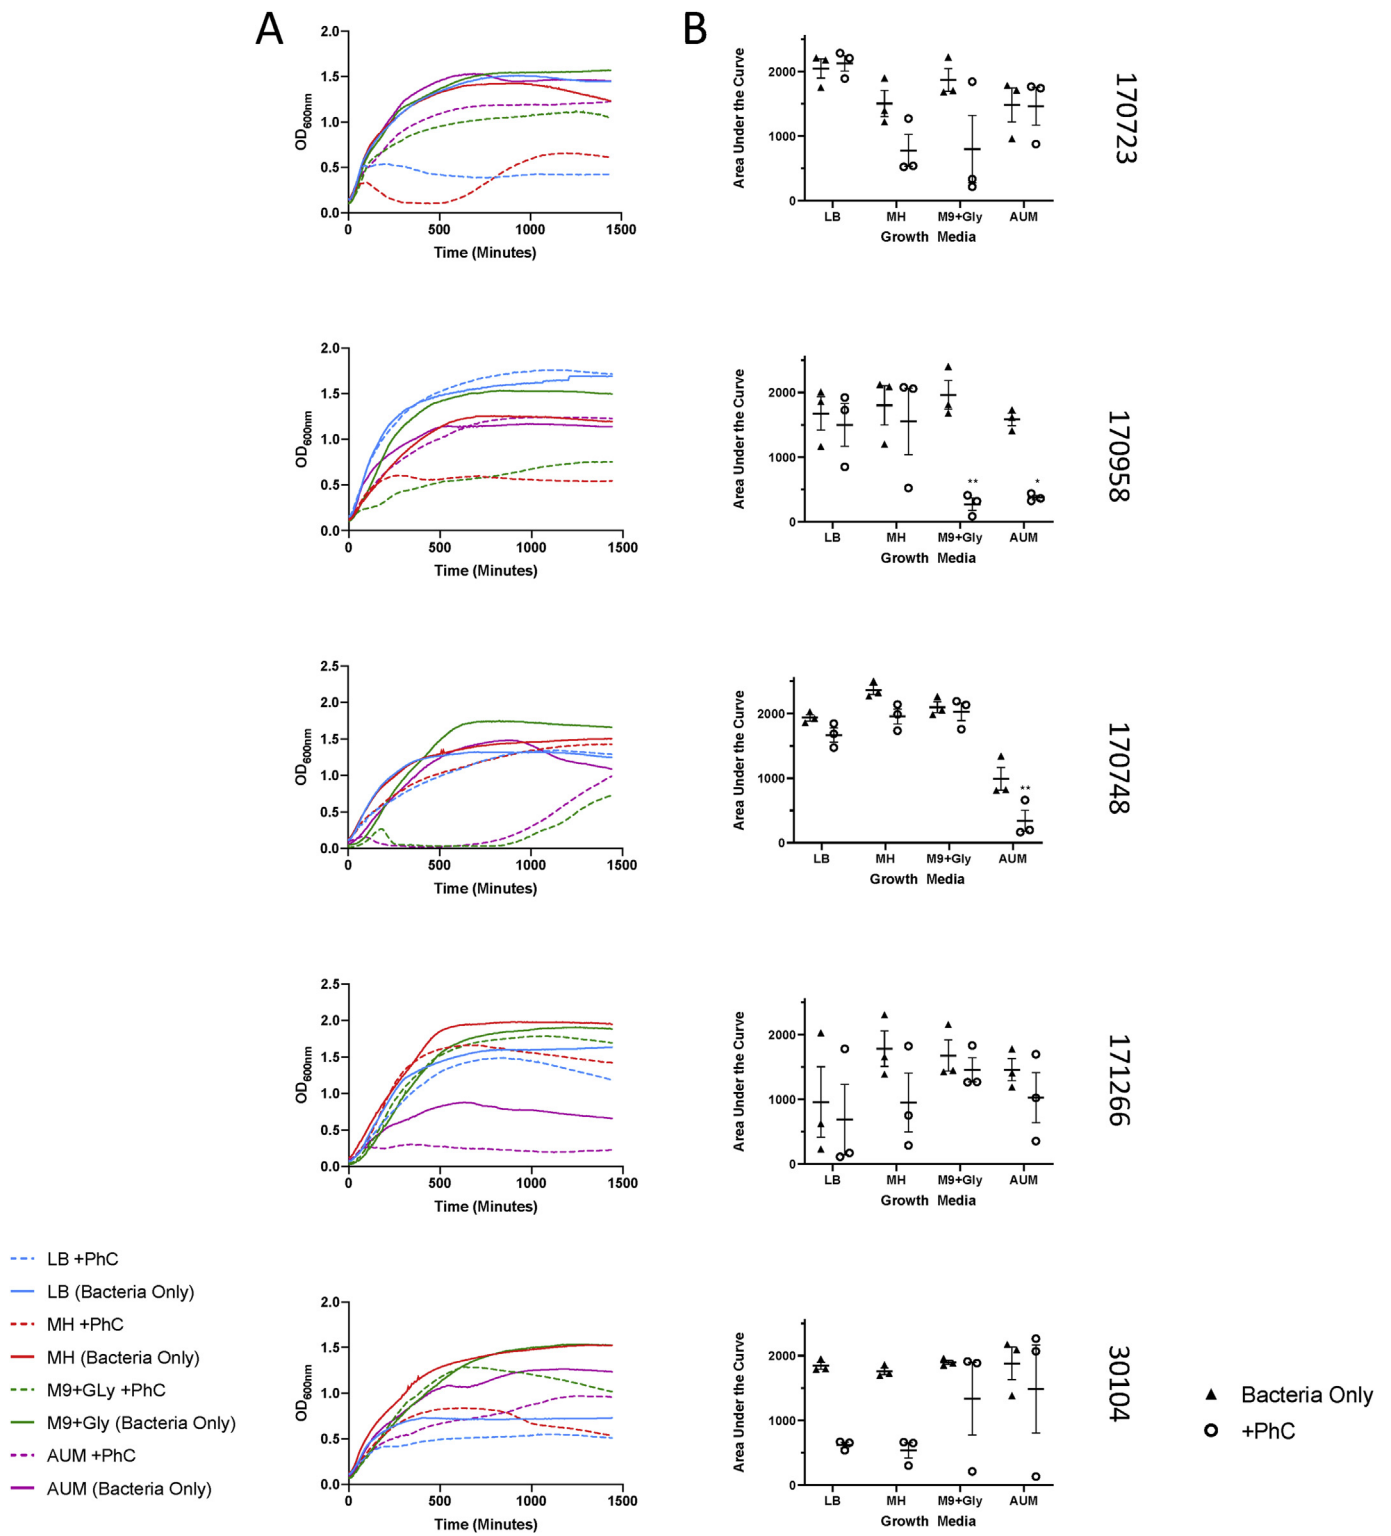 A
B
2.0
1.5
1.0
0.5
0.0
OD600nm
0 500 1000 1500
Time (Minutes)
2000
1000
0
Area Under the Curve
LB MH M9+Gly AUM
Growth Media
170723
2.0
1.5
1.0
0.5
0.0
OD600nm
0 500 1000 1500
Time (Minutes)
2000
1000
0
Area Under the Curve
** *
LB MH M9+Gly AUM
Growth Media
170958
2.5
2.0
1.5
1.0
0.5
0.0
OD600nm
0 500 1000 1500
Time (Minutes)
2000
1000
0
Area Under the Curve
**
LB MH M9+Gly AUM
Growth Media
170748
2.5
2.0
1.5
1.0
0.5
0.0
OD600nm
0 500 1000 1500
Time (Minutes)
2000
1000
0
Area Under the Curve
LB MH M9+Gly AUM
Growth Media
171266
LB +PhC
LB (Bacteria Only)
MH +PhC
MH (Bacteria Only)
M9+GLy +PhC
M9+Gly (Bacteria Only)
AUM +PhC
AUM (Bacteria Only)
2.0
1.5
1.0
0.5
0.0
OD600nm
0 500 1000 1500
Time (Minutes)
2000
1000
0
Area Under the Curve
LB MH M9+Gly AUM
Growth Media
30104
Bacteria Only
+PhC